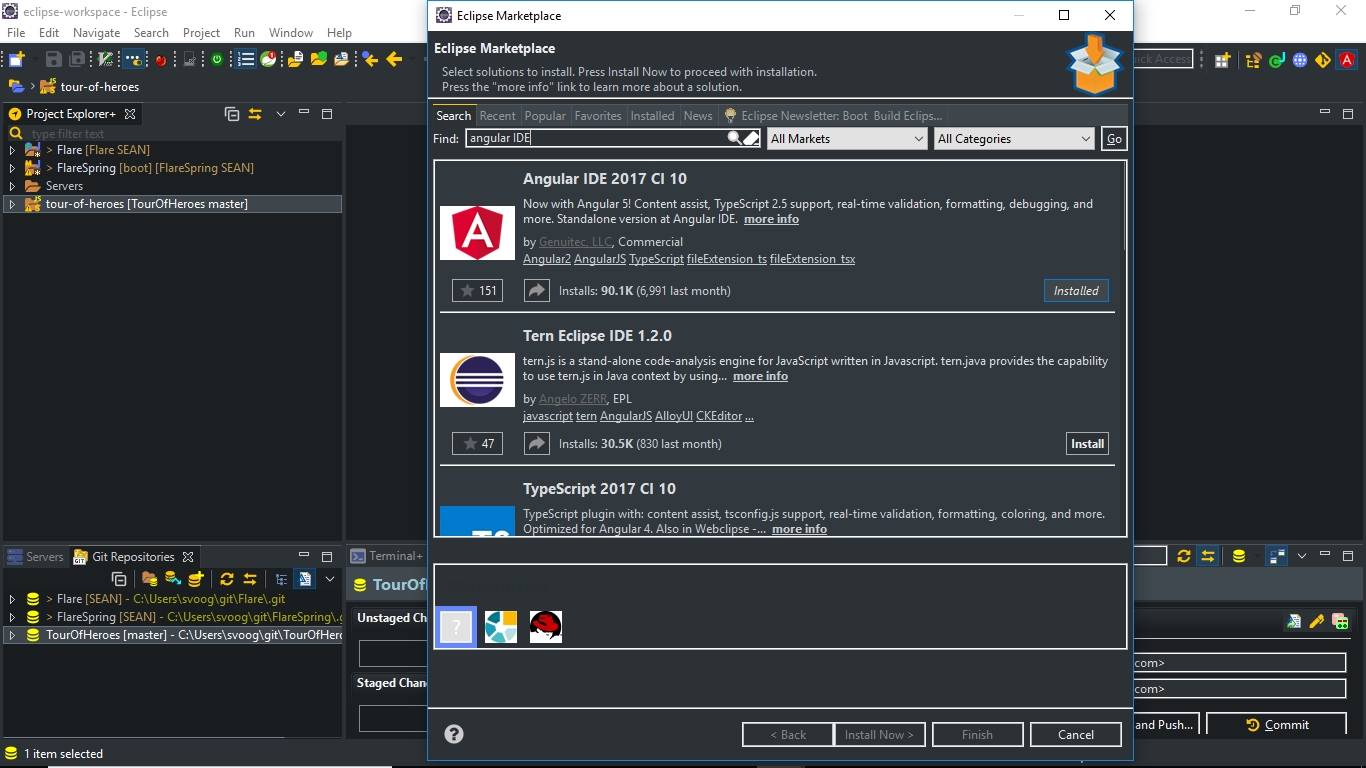 eclipse-workspace - Eclipse
File Edit Navigate Search Project Run Window Help
tour-of-heroes
Project Explorer+
type filter text
> Flare [Flare SEAN]
> FlareSpring [boot] [FlareSpring SEAN]
Servers
tour-of-heroes [TourOfHeroes master]
Servers Git Repositories
> Flare [SEAN] - C:\Users\svoog\git\Flare\.git
> FlareSpring [SEAN] - C:\Users\svoog\git\FlareSpring\.g
TourOfHeroes [master] - C:\Users\svoog\git\TourOfHero
1 item selected
Eclipse Marketplace
Eclipse Marketplace
Select solutions to install. Press Install Now to proceed with installation.
Press the "more info" link to learn more about a solution.
Search Recent Popular Favorites Installed News Eclipse Newsletter: Boot Build Eclips...
Find: angular IDE All Markets All Categories Go
Angular IDE 2017 CI 10
Now with Angular 5! Content assist, TypeScript 2.5 support, real-time validation, formatting, debugging, and
more. Standalone version at Angular IDE. more info
by Genuitec, LLC, Commercial
Angular2 AngularJS TypeScript fileExtension_ts fileExtension_tsx
151 Installs: 90.1K (6,991 last month) Installed
Tern Eclipse IDE 1.2.0
tern.js is a stand-alone code-analysis engine for JavaScript written in Javascript. tern.java provides the capability
to use tern.js in Java context by using... more info
by Angelo ZERR, EPL
javascript tern AngularJS AlloyUI CKEditor ...
47 Installs: 30.5K (830 last month) Install
TypeScript 2017 CI 10
TypeScript plugin with: content assist, tsconfig.js support, real-time validation, formatting, coloring, and more.
Optimized for Angular 4. Also in Webclipse -... more info
?
< Back Install Now > Finish Cancel
Quick Access
Terminal+
TourOf
Unstaged Ch
Staged Chan
com>
com>
and Push... Commit